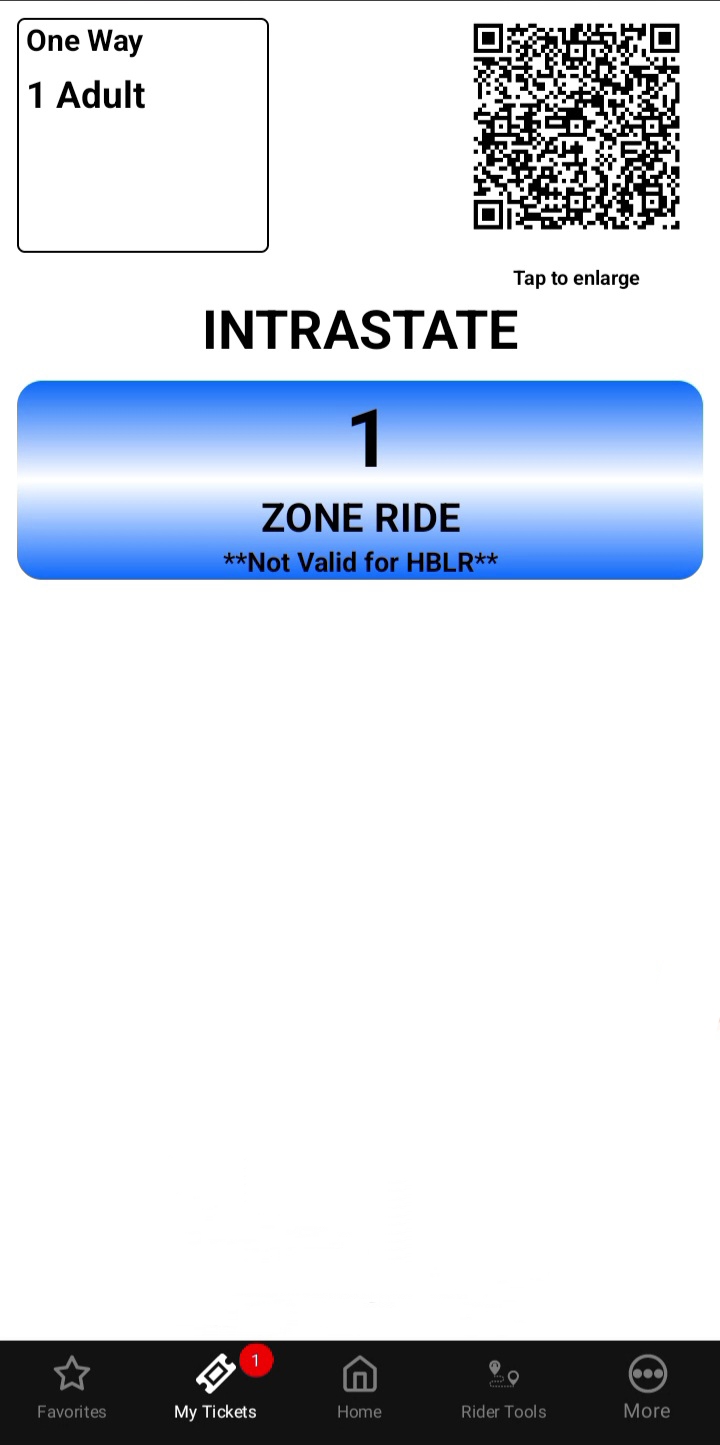 One Way
1 Adult
Tap to enlarge
INTRASTATE
1
ZONE RIDE
**Not Valid for HBLR**
1
Favorites
My Tickets
Home
Rider Tools
More